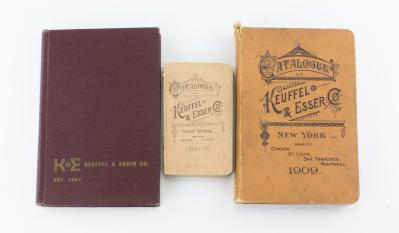 K&E KEUFFEL & ESSER CO.
EST. 1867
CATALOGUE
KEUFFEL
& ESSER CO.
NEW YORK
CATALOGUE
OF
KEUFFEL
& ESSER CO.
NEW YORK
CHICAGO,
ST. LOUIS,
SAN FRANCISCO,
MONTREAL.
1909.